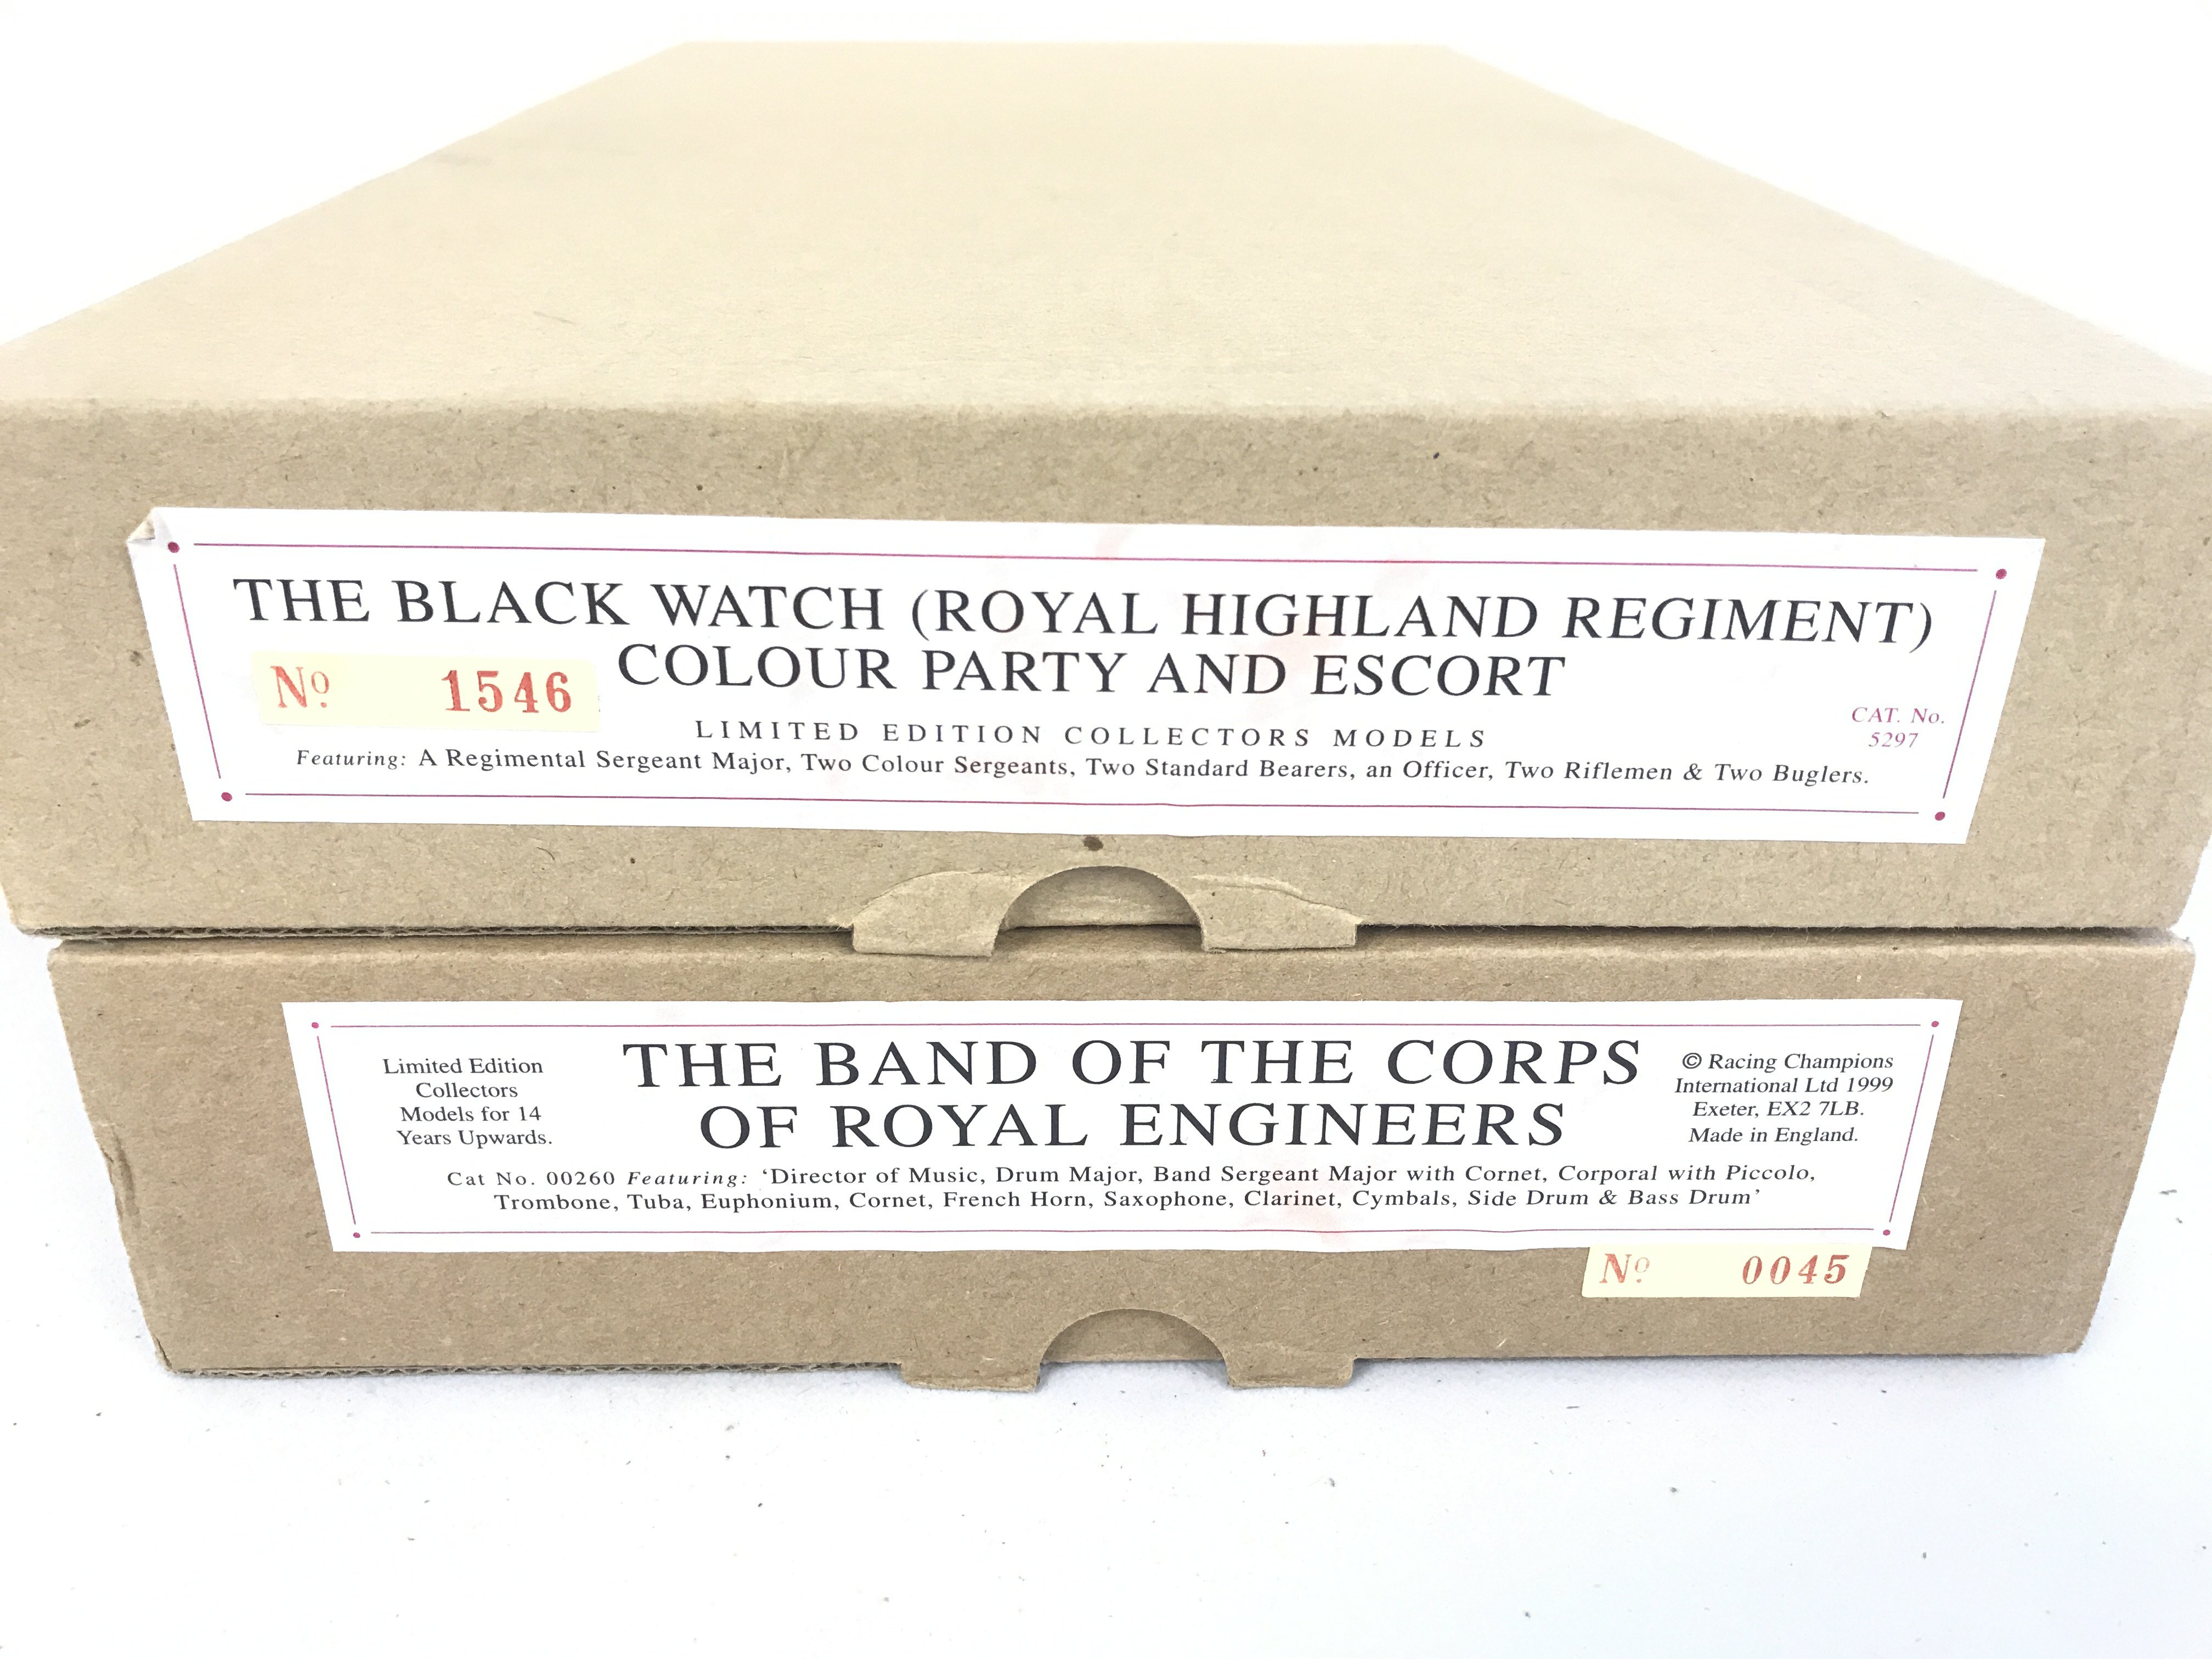 THE BLACK WATCH (ROYAL HIGHLAND REGIMENT)
COLOUR PARTY AND ESCORT
No 1546
LIMITED EDITION COLLECTORS MODELS
CAT. No.
5297
Featuring: A Regimental Sergeant Major, Two Colour Sergeants, Two Standard Bearers, an Officer, Two Riflemen & Two Buglers.
Limited Edition
Collectors
Models for 14
Years Upwards.
THE BAND OF THE CORPS
OF ROYAL ENGINEERS
© Racing Champions
International Ltd 1999
Exeter, EX2 7LB.
Made in England.
Cat No. 00260 Featuring: ‘Director of Music, Drum Major, Band Sergeant Major with Cornet, Corporal with Piccolo,
Trombone, Tuba, Euphonium, Cornet, French Horn, Saxophone, Clarinet, Cymbals, Side Drum & Bass Drum’
No 0045